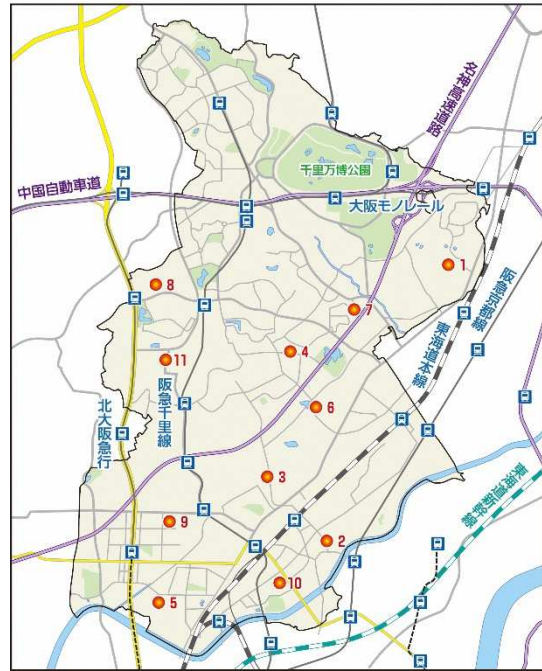 名神高速道路
千里万博公園
中国自動車道
大阪モノレール
1
阪急京都線
8
7
東海道本線
4
11
阪急千里線
北大阪急行
6
3
東海道新幹線
9
2
10
5